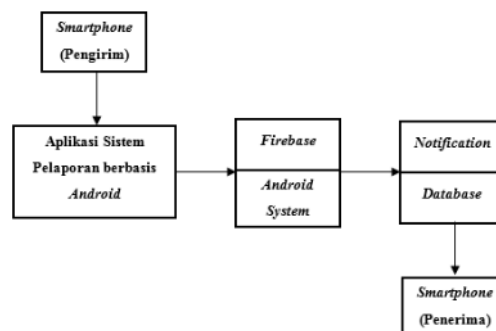 Smartphone
(Pengirim)
Aplikasi Sistem
Pelaporan berbasis
Android
Firebase
Android
System
Notification
Database
Smartphone
(Penerima)